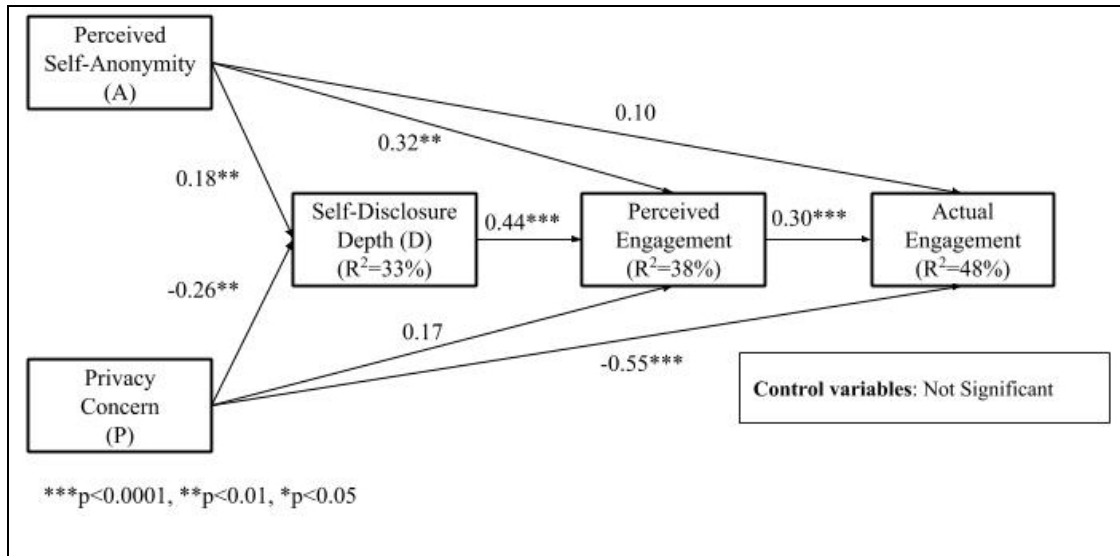 Perceived
Self-Anonymity
(A)
0.10
0.32**
0.18**
Self-Disclosure
Depth (D)
(R²=33%)
0.44***
Perceived
Engagement
(R²=38%)
0.30***
Actual
Engagement
(R²=48%)
-0.26**
0.17
-0.55***
Privacy
Concern
(P)
Control variables: Not Significant
***p<0.0001, **p<0.01, *p<0.05